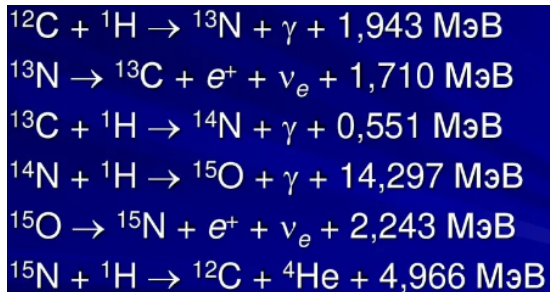 ¹²C + ¹H → ¹³N + γ + 1,943 МэВ
¹³N → ¹³C + e⁺ + νₑ + 1,710 МэВ
¹³C + ¹H → ¹⁴N + γ + 0,551 МэВ
¹⁴N + ¹H → ¹⁵O + γ + 14,297 МэВ
¹⁵O → ¹⁵N + e⁺ + νₑ + 2,243 МэВ
¹⁵N + ¹H → ¹²C + ⁴He + 4,966 МэВ